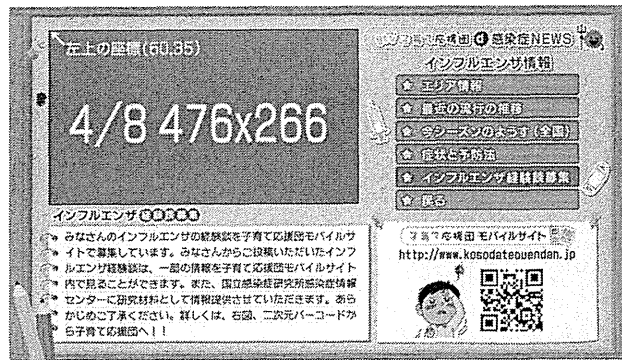 左上の座標(60,35)
4/8 476x266
子育て応援団 d 感染症NEWS
インフルエンザ情報
エリア情報
最近の流行の推移
今シーズンのようす(全国)
症状と予防法
インフルエンザ経験談募集
戻る
インフルエンザ経験談募集
みなさんのインフルエンザの経験談を子育て応援団モバイルサ
イトで募集しています。みなさんからご投稿いただいたインフ
ルエンザ経験談は、一部の情報を子育て応援団モバイルサイト
内で見ることができます。また、国立感染症研究所感染症情報
センターに研究材料として情報提供させていただきます。あら
かじめご了承ください。詳しくは、右図、二次元バーコードか
ら子育て応援団へ!!
子育て応援団 モバイルサイト
http://www.kosodateouendan.jp